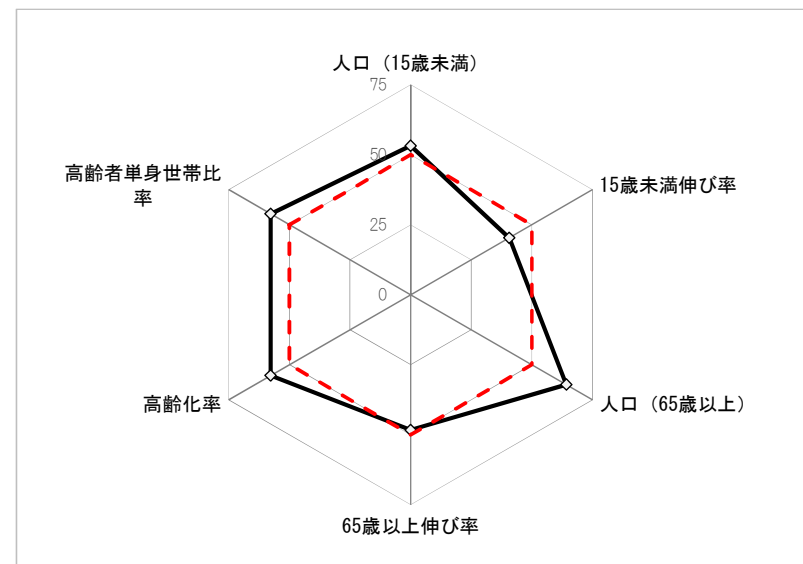 人口（15歳未満）
75
50
25
0
高齢者単身世帯比
率
15歳未満伸び率
高齢化率
人口（65歳以上）
65歳以上伸び率